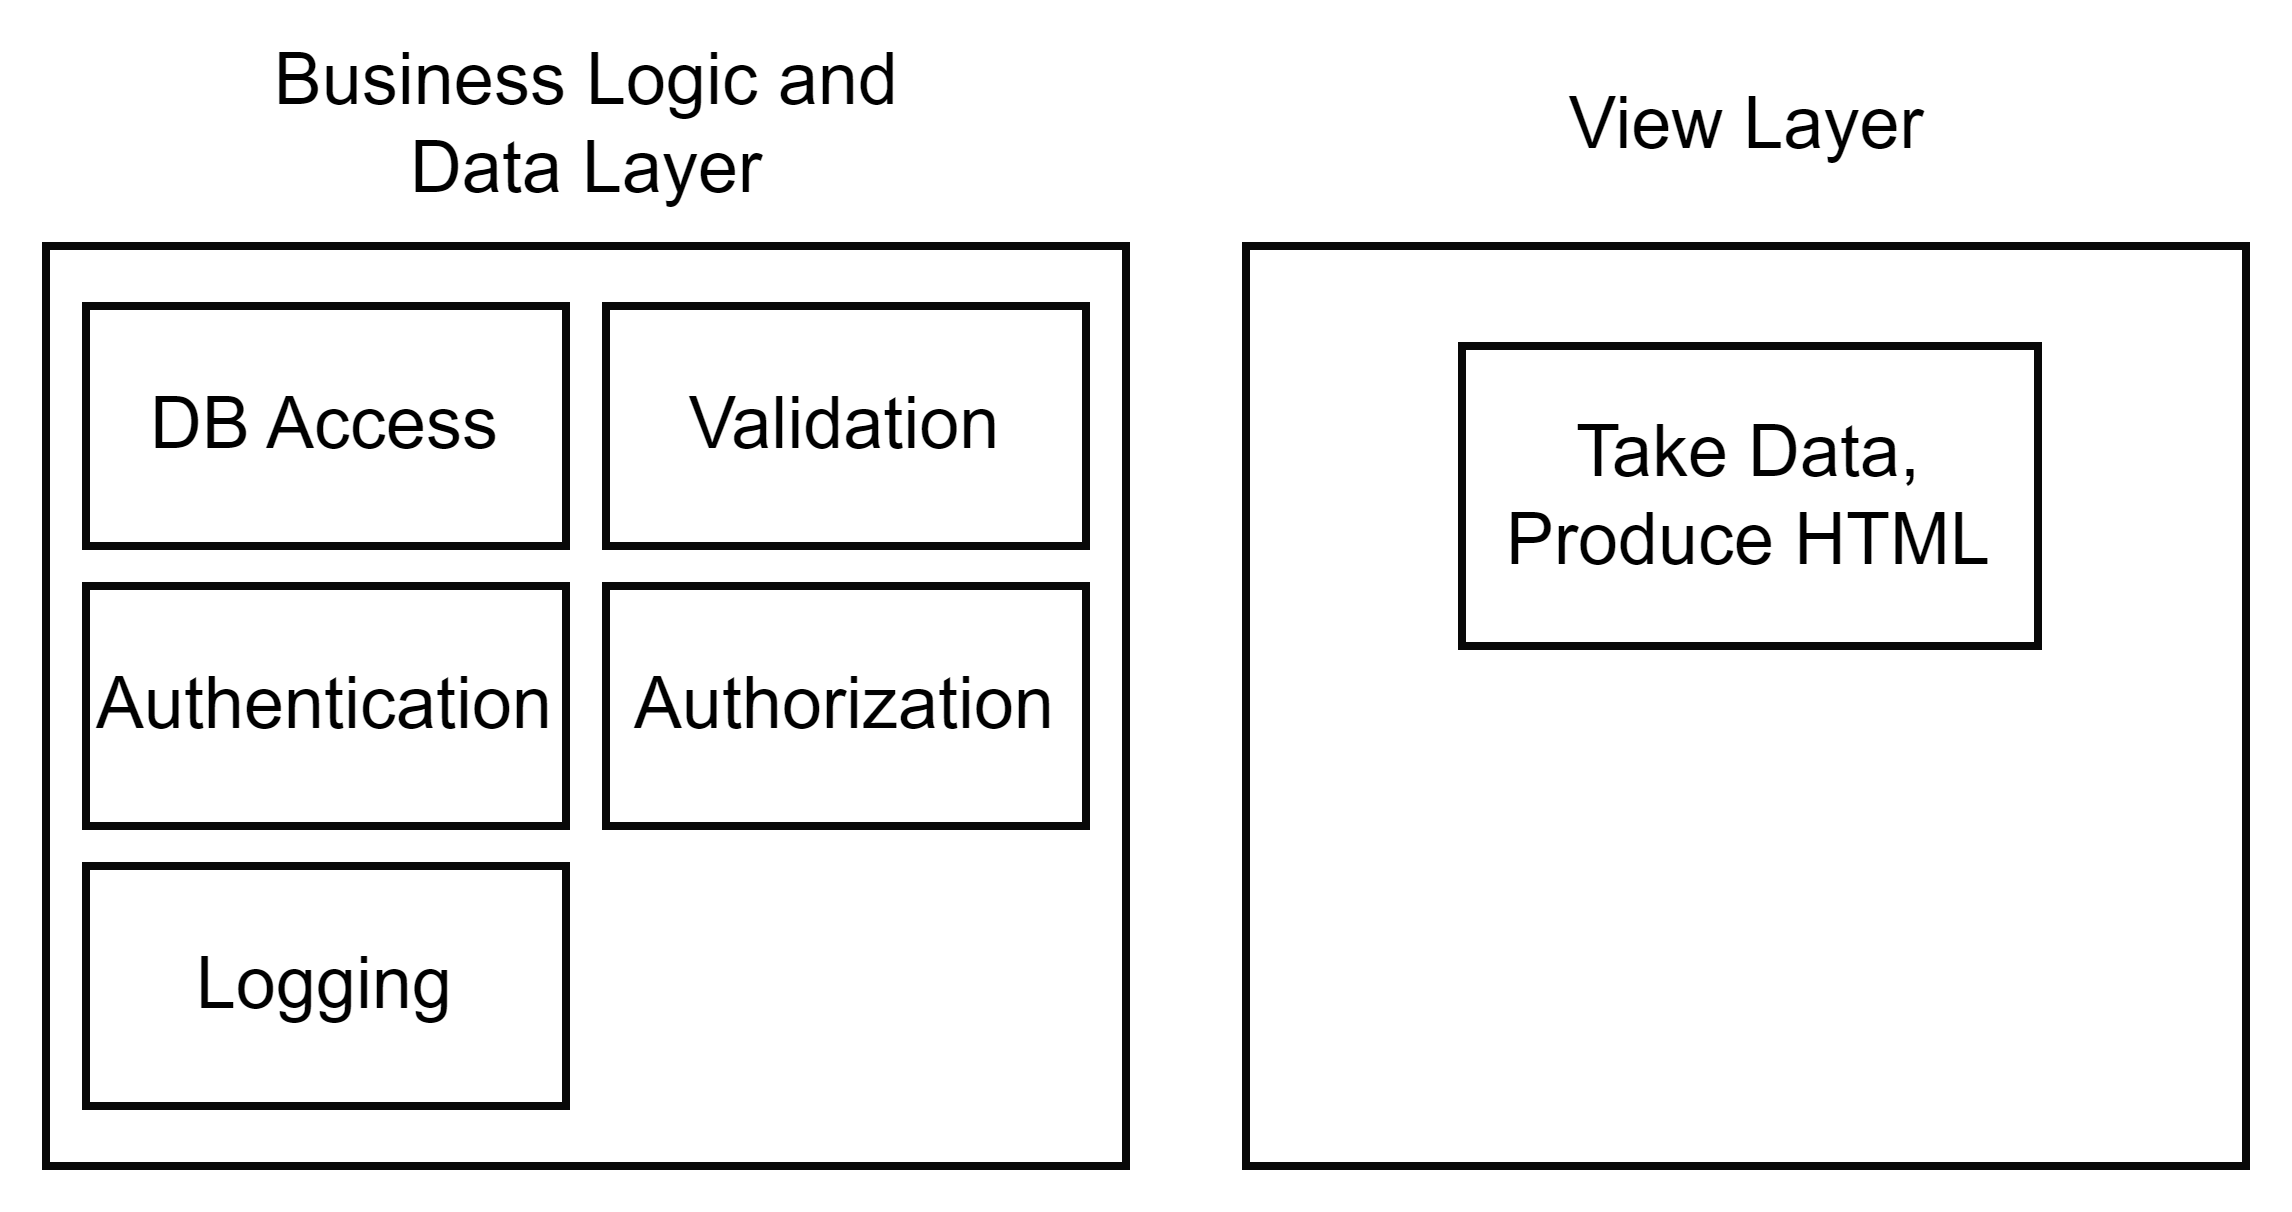 Business Logic and
Data Layer
View Layer
DB Access
Validation
Take Data,
Produce HTML
Authentication
Authorization
Logging